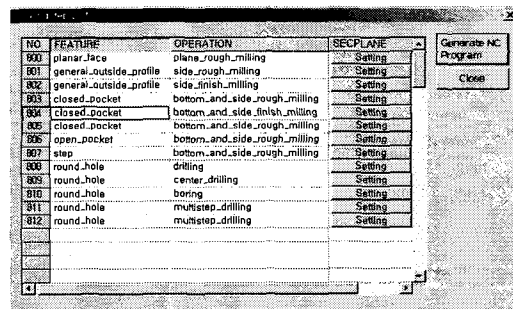 NO FEATURE OPERATION SECPLANE
800 planar_face plane_rough_milling Setting
801 general_outside_profile side_rough_milling Setting
802 general_outside_profile side_finish_milling Setting
803 closed_pocket bottom_and_side_rough_milling Setting
804 closed_pocket bottom_and_side_finish_milling Setting
805 closed_pocket bottom_and_side_rough_milling Setting
806 open_pocket bottom_and_side_rough_milling Setting
807 step bottom_and_side_rough_milling Setting
808 round_hole drilling Setting
809 round_hole center_drilling Setting
810 round_hole boring Setting
811 round_hole multistep_drilling Setting
812 round_hole multistep_drilling Setting
Generate NC
Program
Close